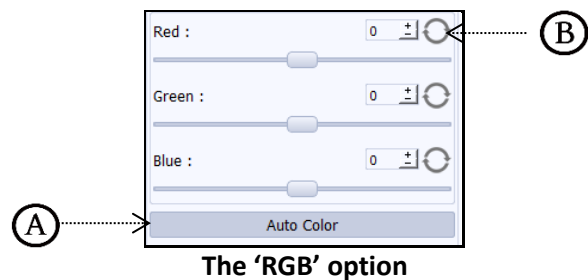 Red :
0
B
Green :
0
Blue :
0
A
Auto Color
The ‘RGB’ option